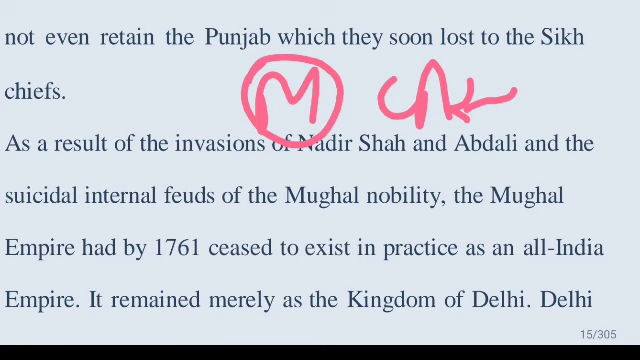 not even retain the Punjab which they soon lost to the Sikh
chiefs.
M
As a result of the invasions of Nadir Shah and Abdali and the
suicidal internal feuds of the Mughal nobility, the Mughal
Empire had by 1761 ceased to exist in practice as an all-India
Empire. It remained merely as the Kingdom of Delhi. Delhi
15/305